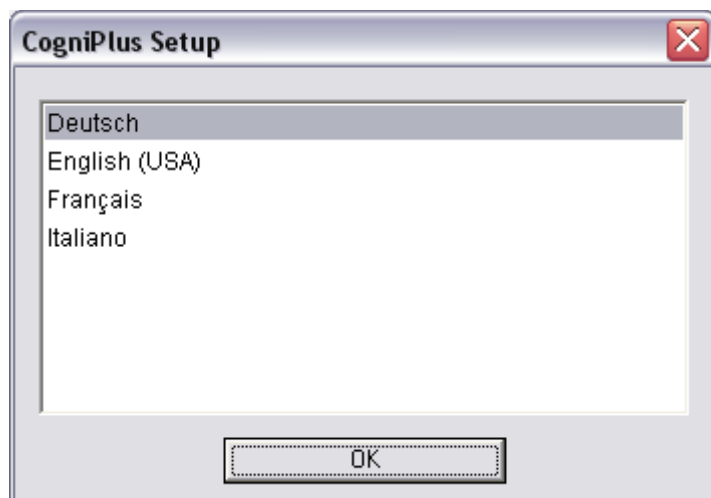 CogniPlus Setup
Deutsch
English (USA)
Français
Italiano
OK